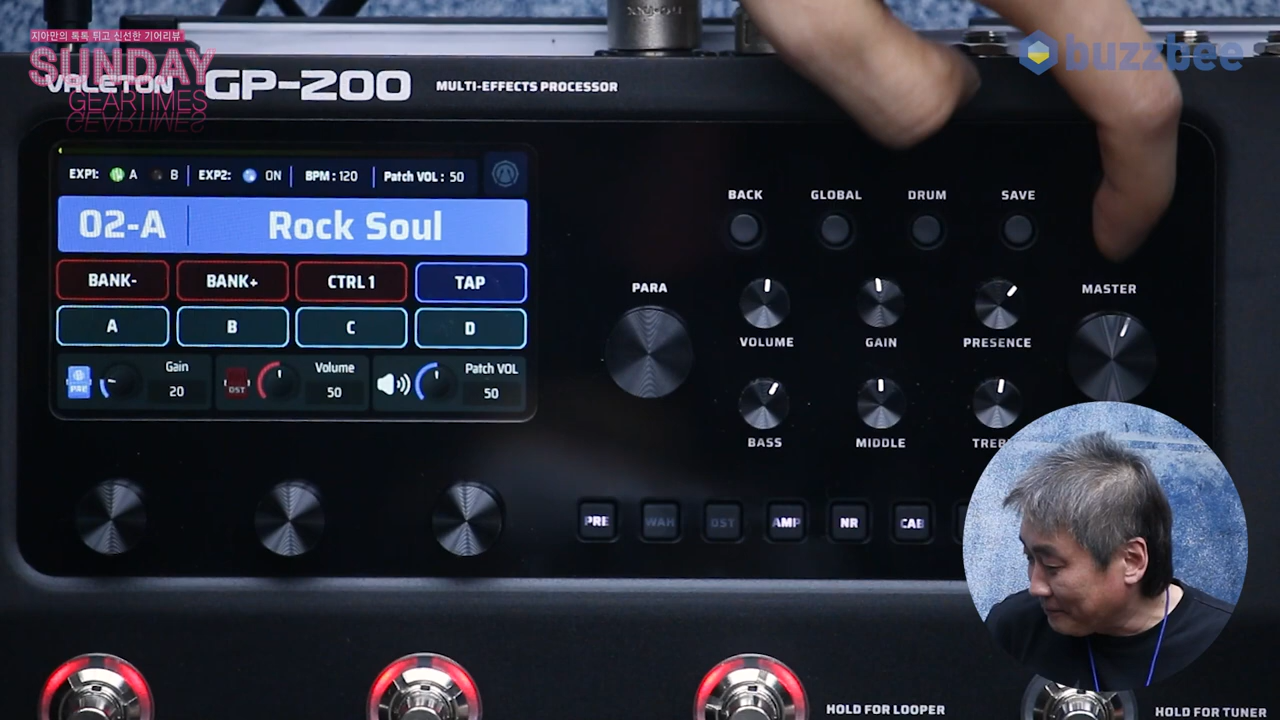 지아만의 톡톡 튀고 신선한 기어리뷰
SUNDAY
GEARTIMES
buzzbee
VALETON GP-200 MULTI-EFFECTS PROCESSOR
EXP1: A B EXP2: ON BPM : 120 Patch VOL : 50
02-A Rock Soul
BANK- BANK+ CTRL 1 TAP
A B C D
PRE Gain 20 DST Volume 50 Patch VOL 50
BACK GLOBAL DRUM SAVE
PARA MASTER
VOLUME GAIN PRESENCE
BASS MIDDLE
PRE WAH DST AMP NR CAB
HOLD FOR LOOPER HOLD FOR TUNER